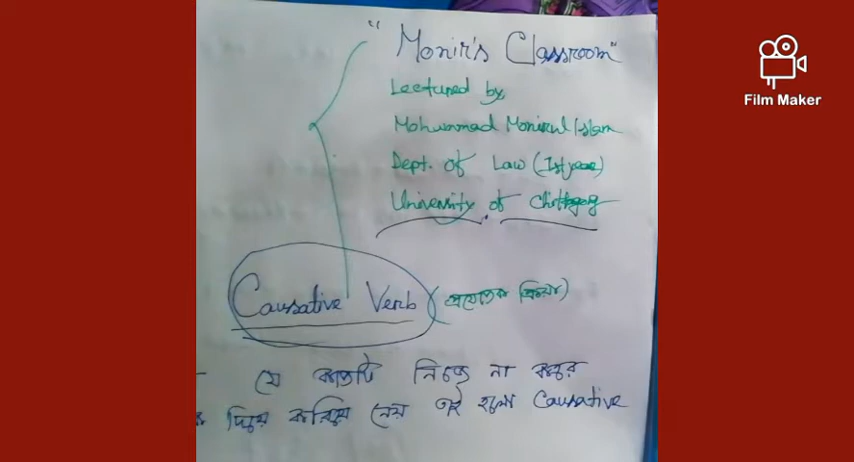 "Monir's Classroom"
Lectured by
Mohammad Monirul Islam
Dept. of Law (1st year)
University of Chittagong
Causative Verb (প্রযোজক ক্রিয়া)
যে কাজটি নিজে না করে
দিয়ে করিয়ে নেয় তাই হলো Causative
Film Maker